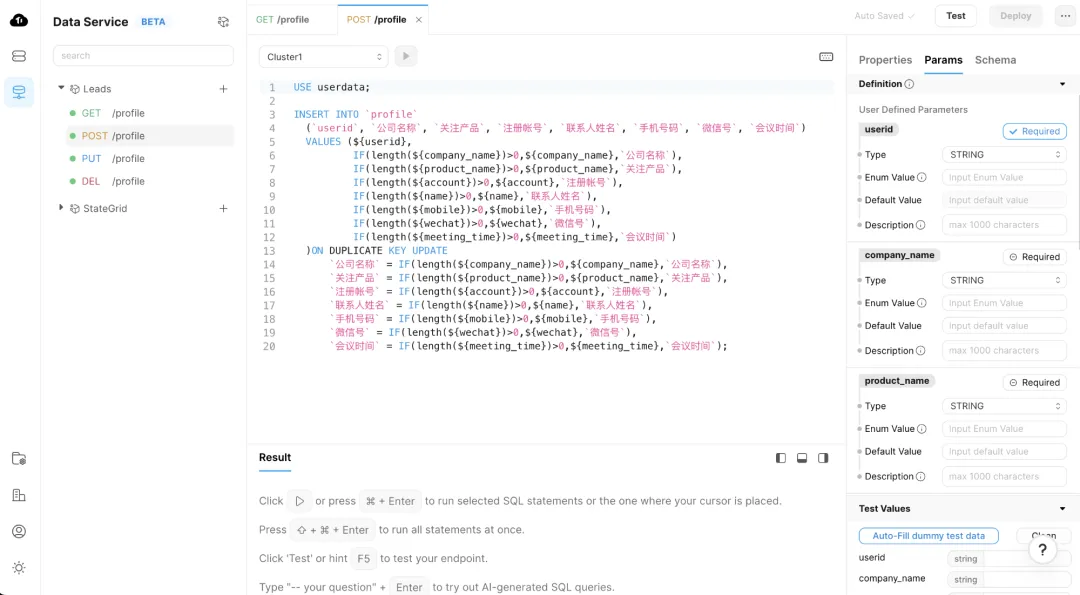 Data Service BETA
search
Leads
GET /profile
POST /profile
PUT /profile
DEL /profile
StateGrid
GET /profile
POST /profile
Auto Saved
Test
Deploy
Cluster1
1 USE userdata;
2
3 INSERT INTO `profile`
4 (`userid`, `公司名称`, `关注产品`, `注册帐号`, `联系人姓名`, `手机号码`, `微信号`, `会议时间`)
5 VALUES (${userid},
6 IF(length(${company_name})>0,${company_name},`公司名称`),
7 IF(length(${product_name})>0,${product_name},`关注产品`),
8 IF(length(${account})>0,${account},`注册帐号`),
9 IF(length(${name})>0,${name},`联系人姓名`),
10 IF(length(${mobile})>0,${mobile},`手机号码`),
11 IF(length(${wechat})>0,${wechat},`微信号`),
12 IF(length(${meeting_time})>0,${meeting_time},`会议时间`)
13 )ON DUPLICATE KEY UPDATE
14 `公司名称` = IF(length(${company_name})>0,${company_name},`公司名称`),
15 `关注产品` = IF(length(${product_name})>0,${product_name},`关注产品`),
16 `注册帐号` = IF(length(${account})>0,${account},`注册帐号`),
17 `联系人姓名` = IF(length(${name})>0,${name},`联系人姓名`),
18 `手机号码` = IF(length(${mobile})>0,${mobile},`手机号码`),
19 `微信号` = IF(length(${wechat})>0,${wechat},`微信号`),
20 `会议时间` = IF(length(${meeting_time})>0,${meeting_time},`会议时间`);
Result
Click ▷ or press ⌘ + Enter to run selected SQL statements or the one where your cursor is placed.
Press ⇧ + ⌘ + Enter to run all statements at once.
Click 'Test' or hint F5 to test your endpoint.
Type "-- your question" + Enter to try out AI-generated SQL queries.
Properties Params Schema
Definition
User Defined Parameters
userid Required
Type STRING
Enum Value Input Enum Value
Default Value Input default value
Description max 1000 characters
company_name Required
Type STRING
Enum Value Input Enum Value
Default Value Input default value
Description max 1000 characters
product_name Required
Type STRING
Enum Value Input Enum Value
Default Value Input default value
Description max 1000 characters
Test Values
Auto-Fill dummy test data
?
userid string
company_name string